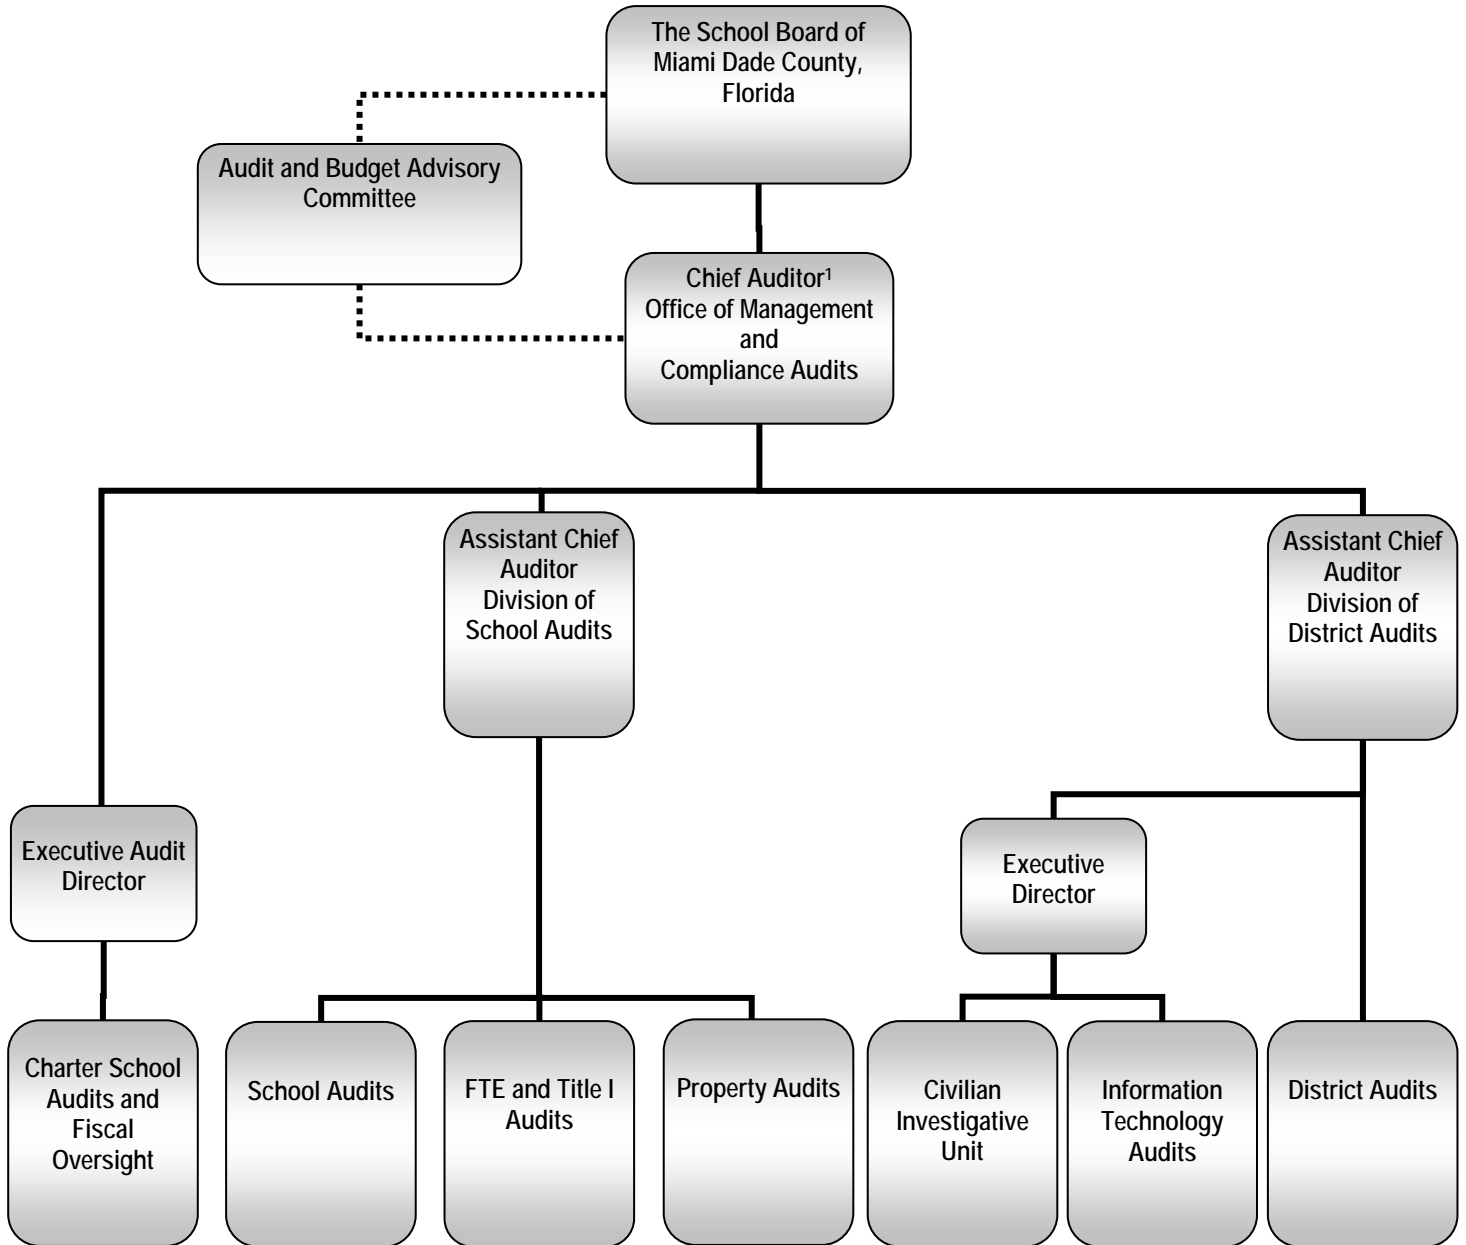 The School Board of
Miami Dade County,
Florida
Audit and Budget Advisory
Committee
Chief Auditor¹
Office of Management
and
Compliance Audits
Assistant Chief
Auditor
Division of
School Audits
Assistant Chief
Auditor
Division of
District Audits
Executive Audit
Director
Executive
Director
Charter School
Audits and
Fiscal
Oversight
School Audits
FTE and Title I
Audits
Property Audits
Civilian
Investigative
Unit
Information
Technology
Audits
District Audits